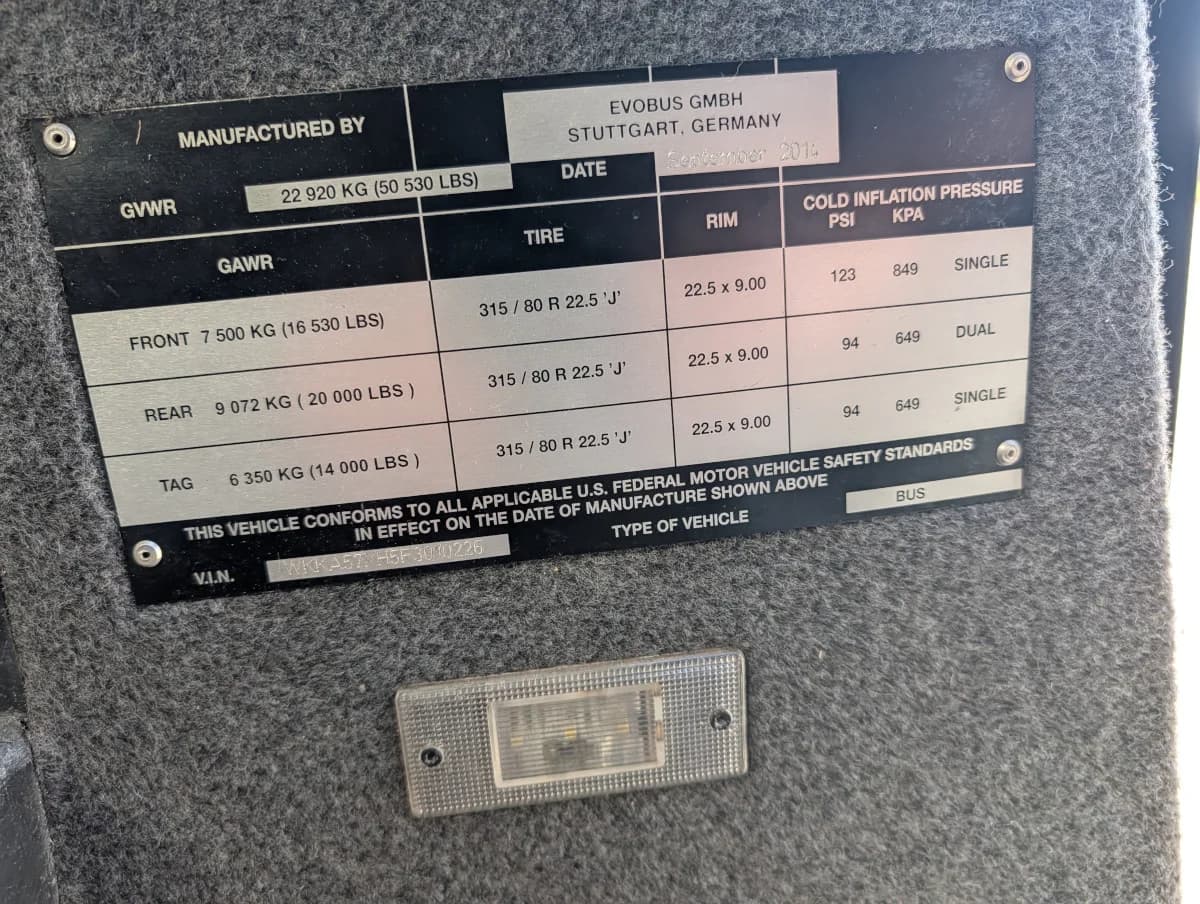 MANUFACTURED BY
EVOBUS GMBH
STUTTGART, GERMANY
GVWR 22 920 KG (50 530 LBS) DATE September 2014
GAWR TIRE RIM COLD INFLATION PRESSURE
PSI KPA
FRONT 7 500 KG (16 530 LBS) 315 / 80 R 22.5 'J' 22.5 x 9.00 123 849 SINGLE
REAR 9 072 KG ( 20 000 LBS ) 315 / 80 R 22.5 'J' 22.5 x 9.00 94 649 DUAL
TAG 6 350 KG (14 000 LBS ) 315 / 80 R 22.5 'J' 22.5 x 9.00 94 649 SINGLE
THIS VEHICLE CONFORMS TO ALL APPLICABLE U.S. FEDERAL MOTOR VEHICLE SAFETY STANDARDS
IN EFFECT ON THE DATE OF MANUFACTURE SHOWN ABOVE
V.I.N. TYPE OF VEHICLE BUS